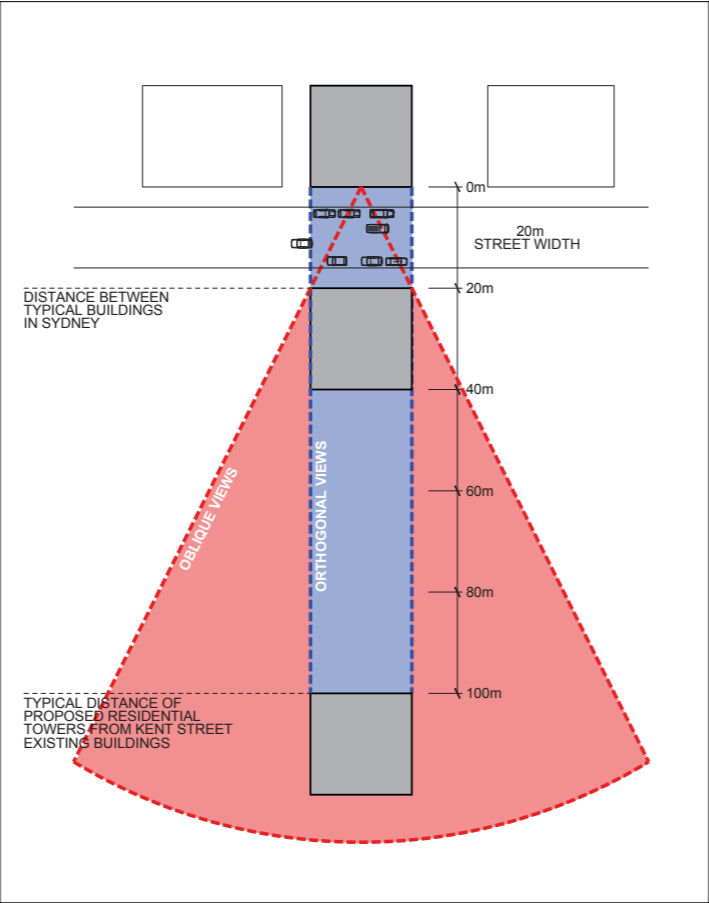 0m
20m
STREET WIDTH
20m
DISTANCE BETWEEN
TYPICAL BUILDINGS
IN SYDNEY
40m
OBLIQUE VIEWS
ORTHOGONAL VIEWS
60m
80m
100m
TYPICAL DISTANCE OF
PROPOSED RESIDENTIAL
TOWERS FROM KENT STREET
EXISTING BUILDINGS